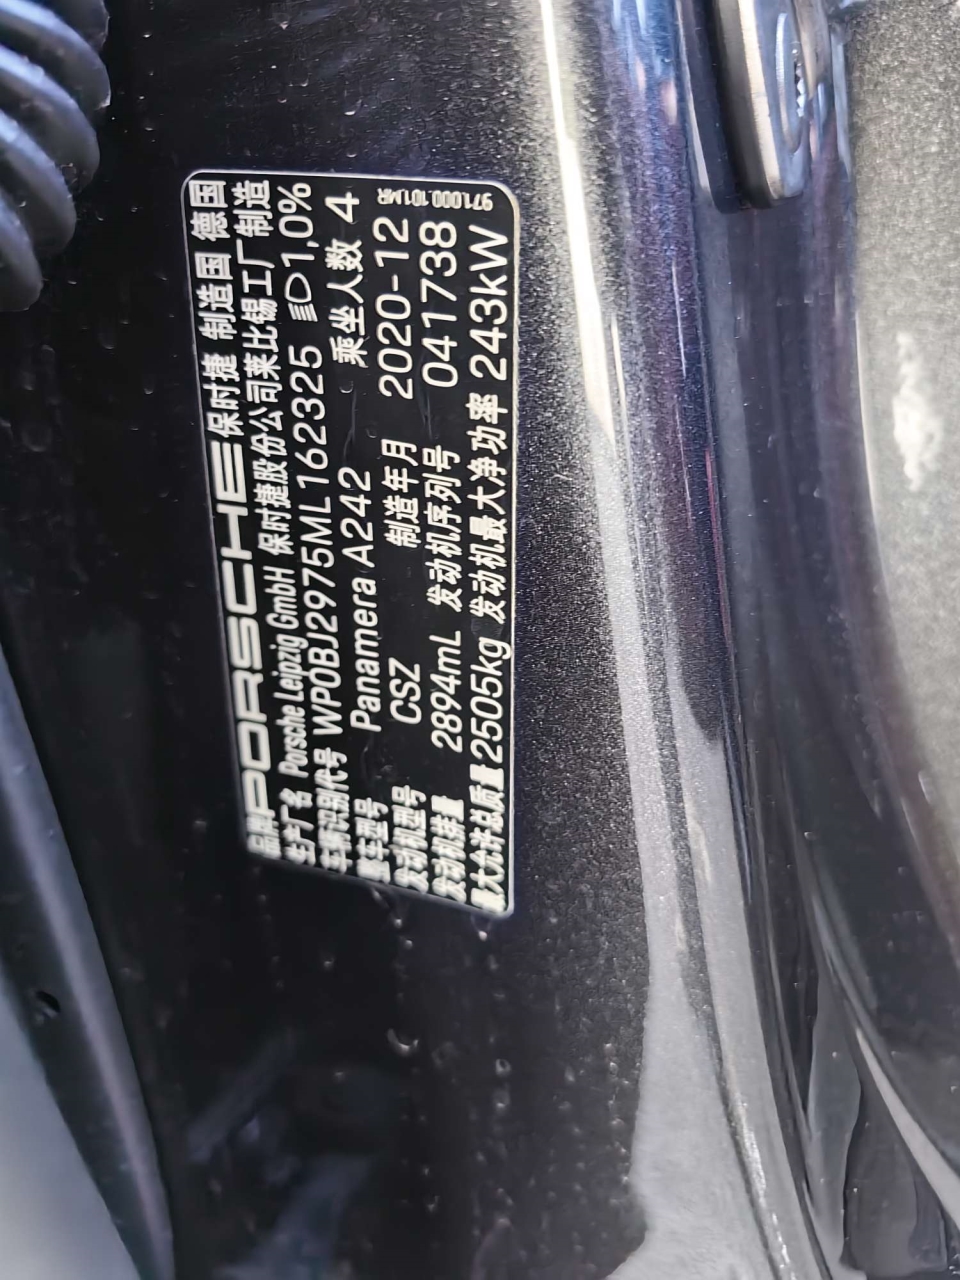 品牌 PORSCHE 保时捷 制造国 德国
生产厂名 Porsche Leipzig GmbH 保时捷股份公司莱比锡工厂制造
车辆识别代号 WP0BJ2975ML162325 1,0%
整车型号 Panamera A242 乘坐人数 4
发动机型号 CSZ 制造年月 2020-12
发动机排量 2894mL 发动机序列号 041738
最大允许总质量 2505kg 发动机最大净功率 243kW
971.000.101.MR